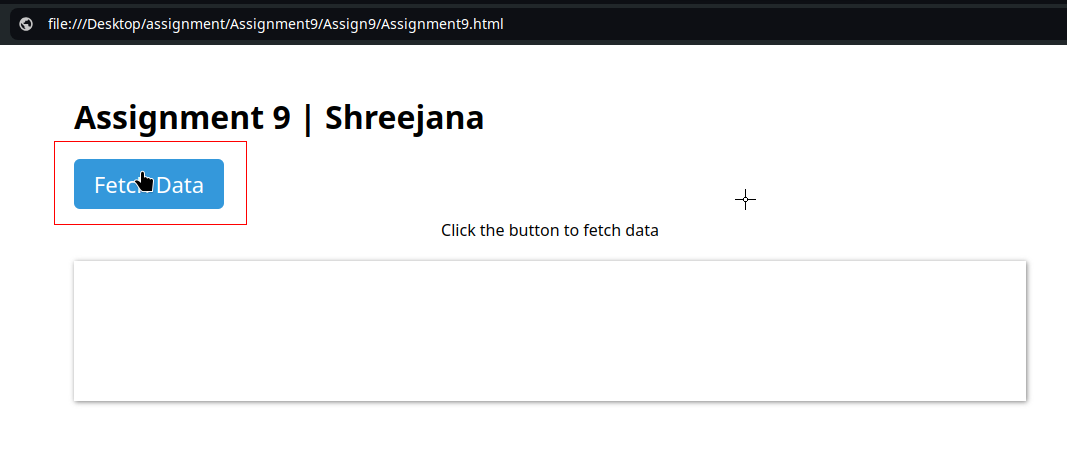 file:///Desktop/assignment/Assignment9/Assign9/Assignment9.html
Assignment 9 | Shreejana
Fetch Data
Click the button to fetch data